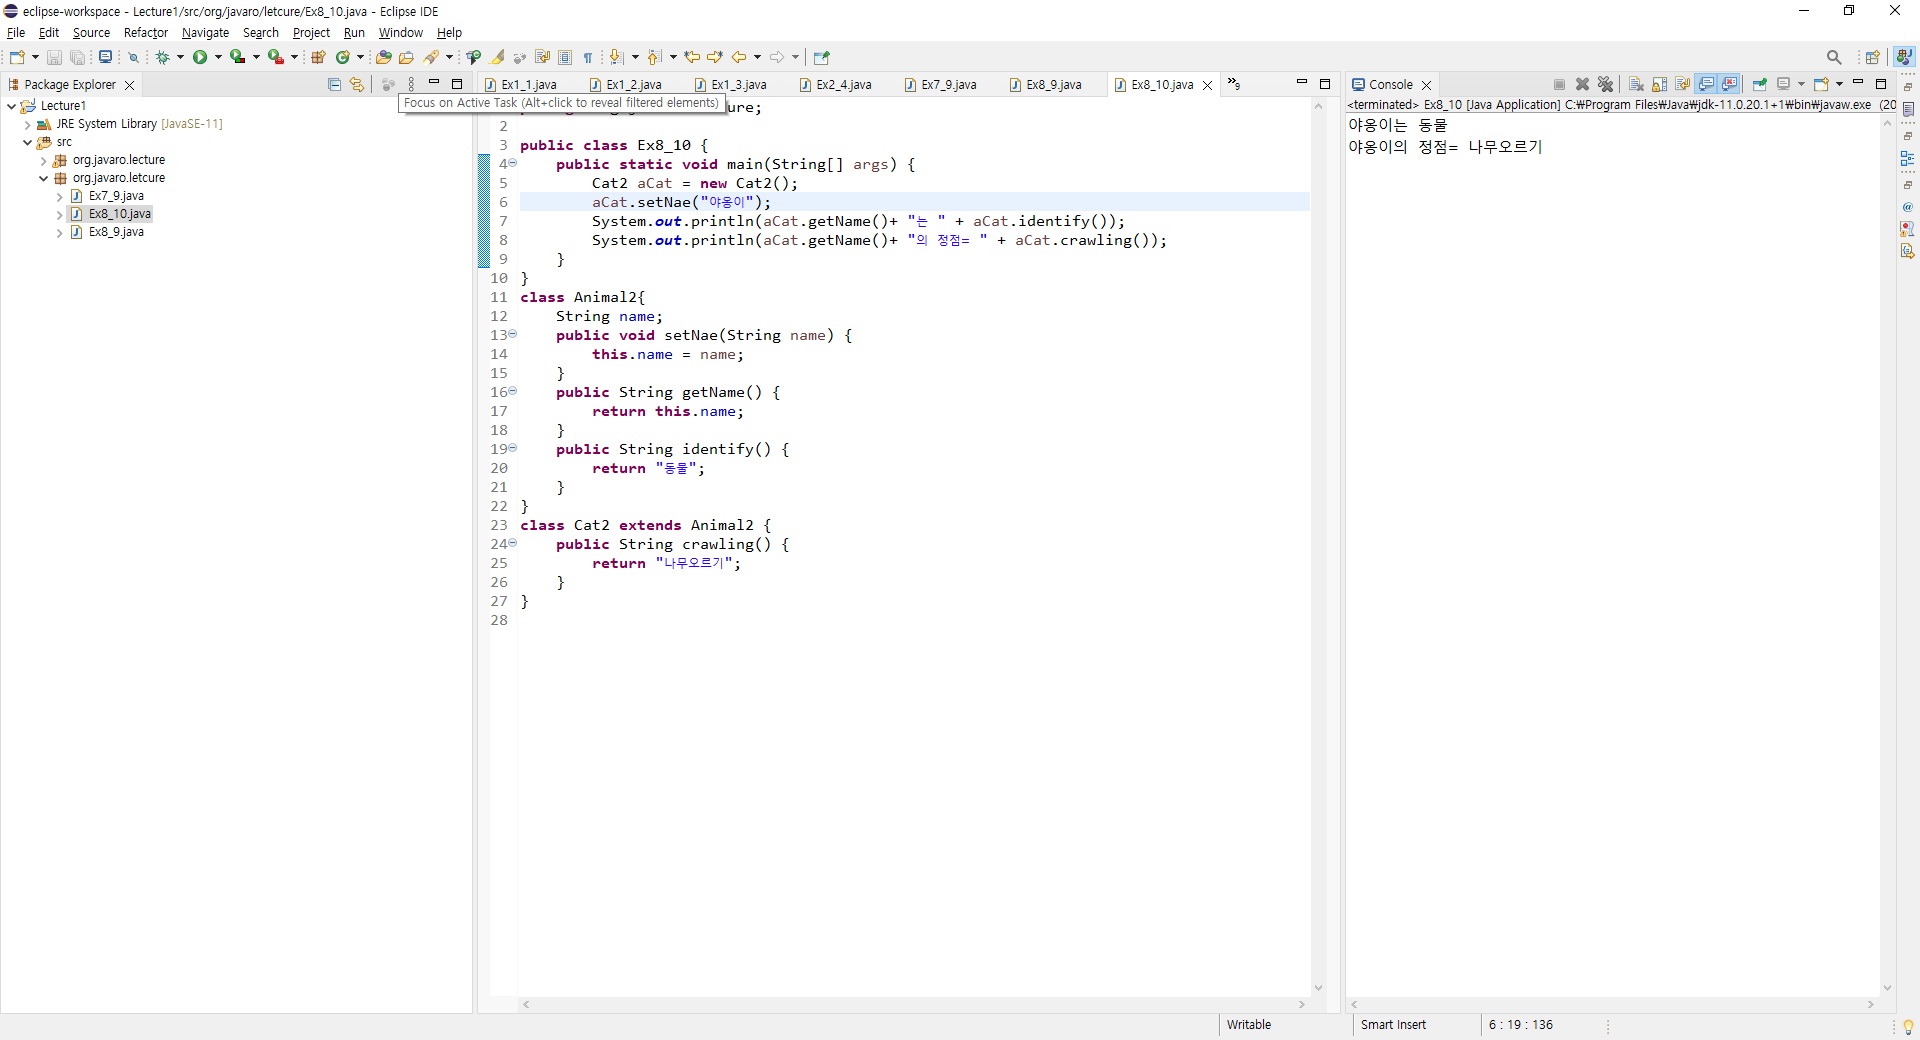 eclipse-workspace - Lecture1/src/org/javaro/letcure/Ex8_10.java - Eclipse IDE
File Edit Source Refactor Navigate Search Project Run Window Help
Package Explorer
Ex1_1.java Ex1_2.java Ex1_3.java Ex2_4.java Ex7_9.java Ex8_9.java Ex8_10.java »9
Console
Focus on Active Task (Alt+click to reveal filtered elements)
Lecture1
JRE System Library [JavaSE-11]
src
org.javaro.lecture
org.javaro.letcure
Ex7_9.java
Ex8_10.java
Ex8_9.java
ure;
2
3 public class Ex8_10 {
4 public static void main(String[] args) {
5 Cat2 aCat = new Cat2();
6 aCat.setNae("야옹이");
7 System.out.println(aCat.getName()+ "는 " + aCat.identify());
8 System.out.println(aCat.getName()+ "의 정점= " + aCat.crawling());
9 }
10 }
11 class Animal2{
12 String name;
13 public void setNae(String name) {
14 this.name = name;
15 }
16 public String getName() {
17 return this.name;
18 }
19 public String identify() {
20 return "동물";
21 }
22 }
23 class Cat2 extends Animal2 {
24 public String crawling() {
25 return "나무오르기";
26 }
27 }
28
<terminated> Ex8_10 [Java Application] C:₩Program Files₩Java₩jdk-11.0.20.1+1₩bin₩javaw.exe (20
야옹이는 동물
야옹이의 정점= 나무오르기
Writable Smart Insert 6 : 19 : 136